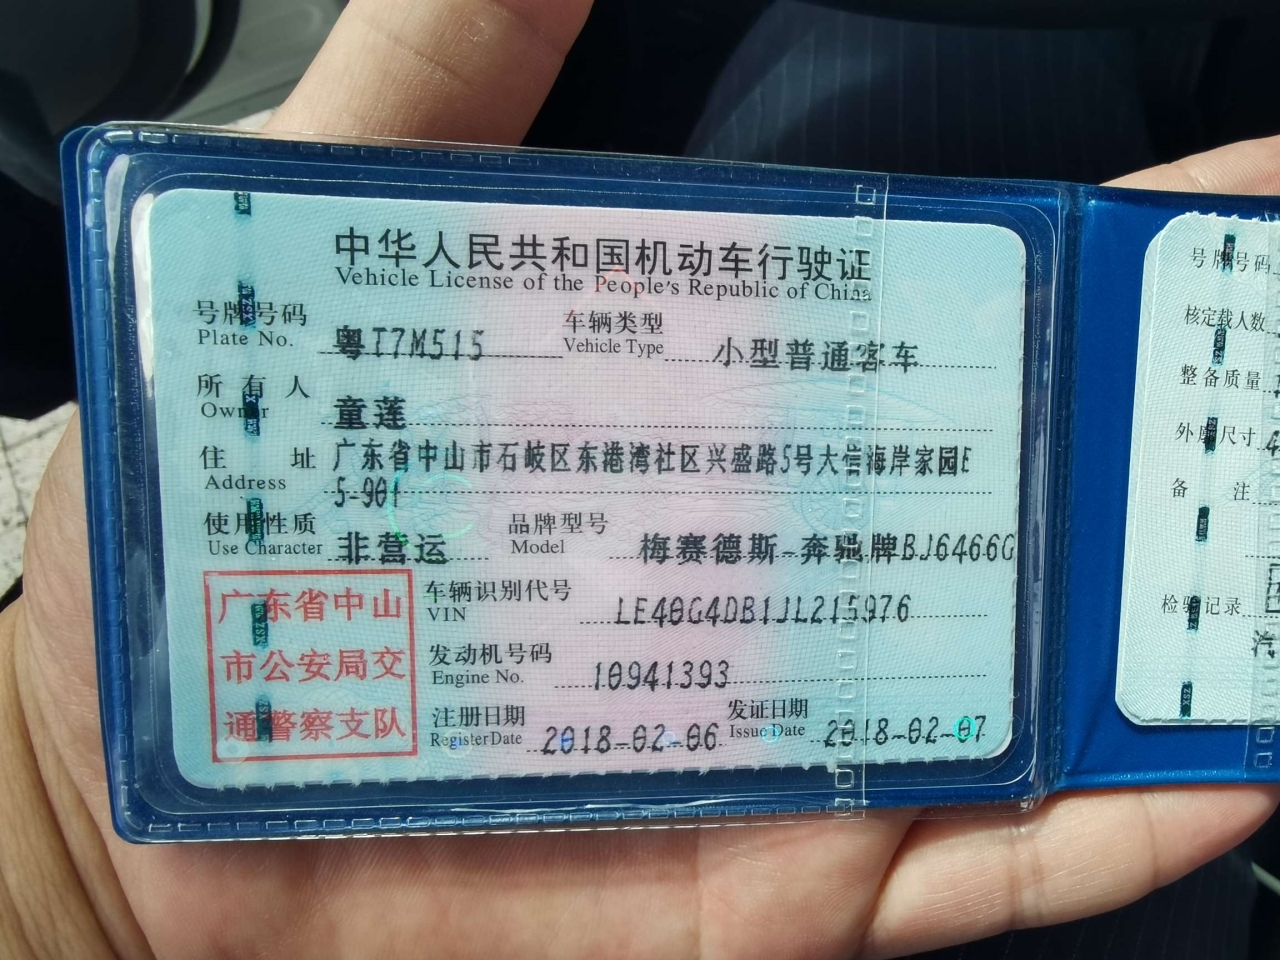 中华人民共和国机动车行驶证
Vehicle License of the People's Republic of China
号牌号码 粤T7M515 车辆类型 小型普通客车
Plate No. Vehicle Type
所有人 童莲
Owner
住址 广东省中山市石岐区东港湾社区兴盛路5号大信海岸家园E
Address 5-901
使用性质 非营运 品牌型号 梅赛德斯-奔驰牌BJ6466G
Use Character Model
广东省中山
市公安局交
通警察支队
车辆识别代号 LE40G4DB1JL215976
VIN
发动机号码 10941393
Engine No.
注册日期 2018-02-06 发证日期 2018-02-07
Register Date Issue Date
号牌号码
核定载人数
整备质量
外廓尺寸
备注
检验记录